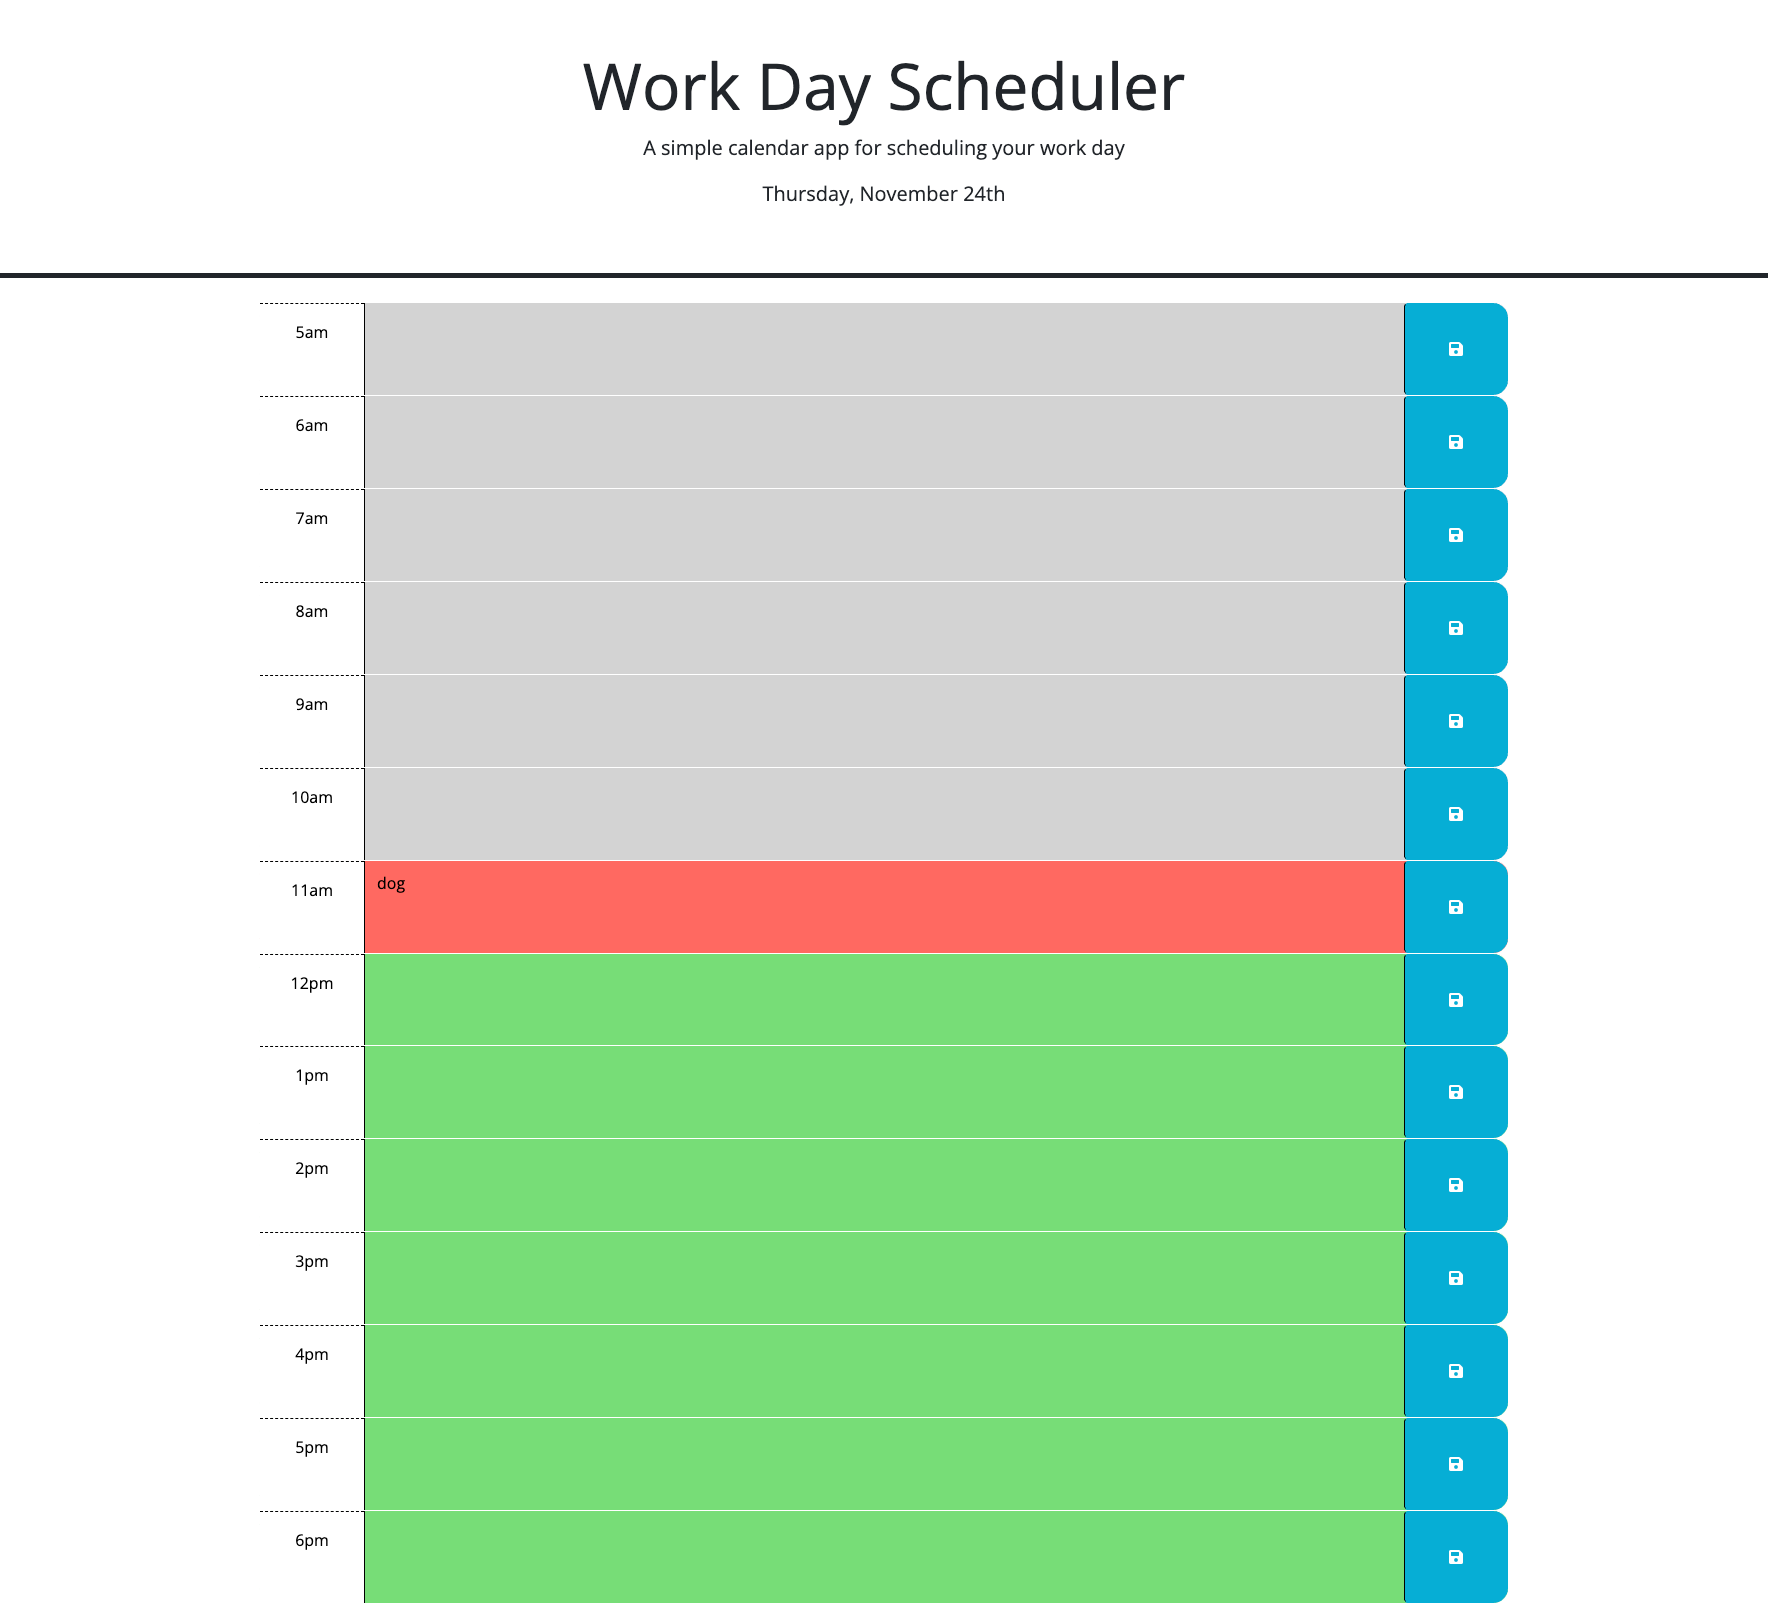 Work Day Scheduler
A simple calendar app for scheduling your work day
Thursday, November 24th
5am
6am
7am
8am
9am
10am
11am
dog
12pm
1pm
2pm
3pm
4pm
5pm
6pm